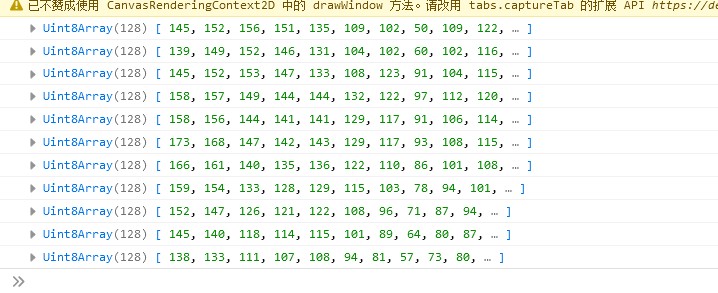 已不赞成使用 CanvasRenderingContext2D 中的 drawWindow 方法。请改用 tabs.captureTab 的扩展 API https://de
Uint8Array(128) [ 145, 152, 156, 151, 135, 109, 102, 50, 109, 122, … ]
Uint8Array(128) [ 139, 149, 152, 146, 131, 104, 102, 60, 102, 116, … ]
Uint8Array(128) [ 145, 152, 153, 147, 133, 108, 123, 91, 104, 115, … ]
Uint8Array(128) [ 158, 157, 149, 144, 144, 132, 122, 97, 112, 120, … ]
Uint8Array(128) [ 158, 156, 144, 141, 141, 129, 117, 91, 106, 114, … ]
Uint8Array(128) [ 173, 168, 147, 142, 143, 129, 117, 93, 108, 115, … ]
Uint8Array(128) [ 166, 161, 140, 135, 136, 122, 110, 86, 101, 108, … ]
Uint8Array(128) [ 159, 154, 133, 128, 129, 115, 103, 78, 94, 101, … ]
Uint8Array(128) [ 152, 147, 126, 121, 122, 108, 96, 71, 87, 94, … ]
Uint8Array(128) [ 145, 140, 118, 114, 115, 101, 89, 64, 80, 87, … ]
Uint8Array(128) [ 138, 133, 111, 107, 108, 94, 81, 57, 73, 80, … ]